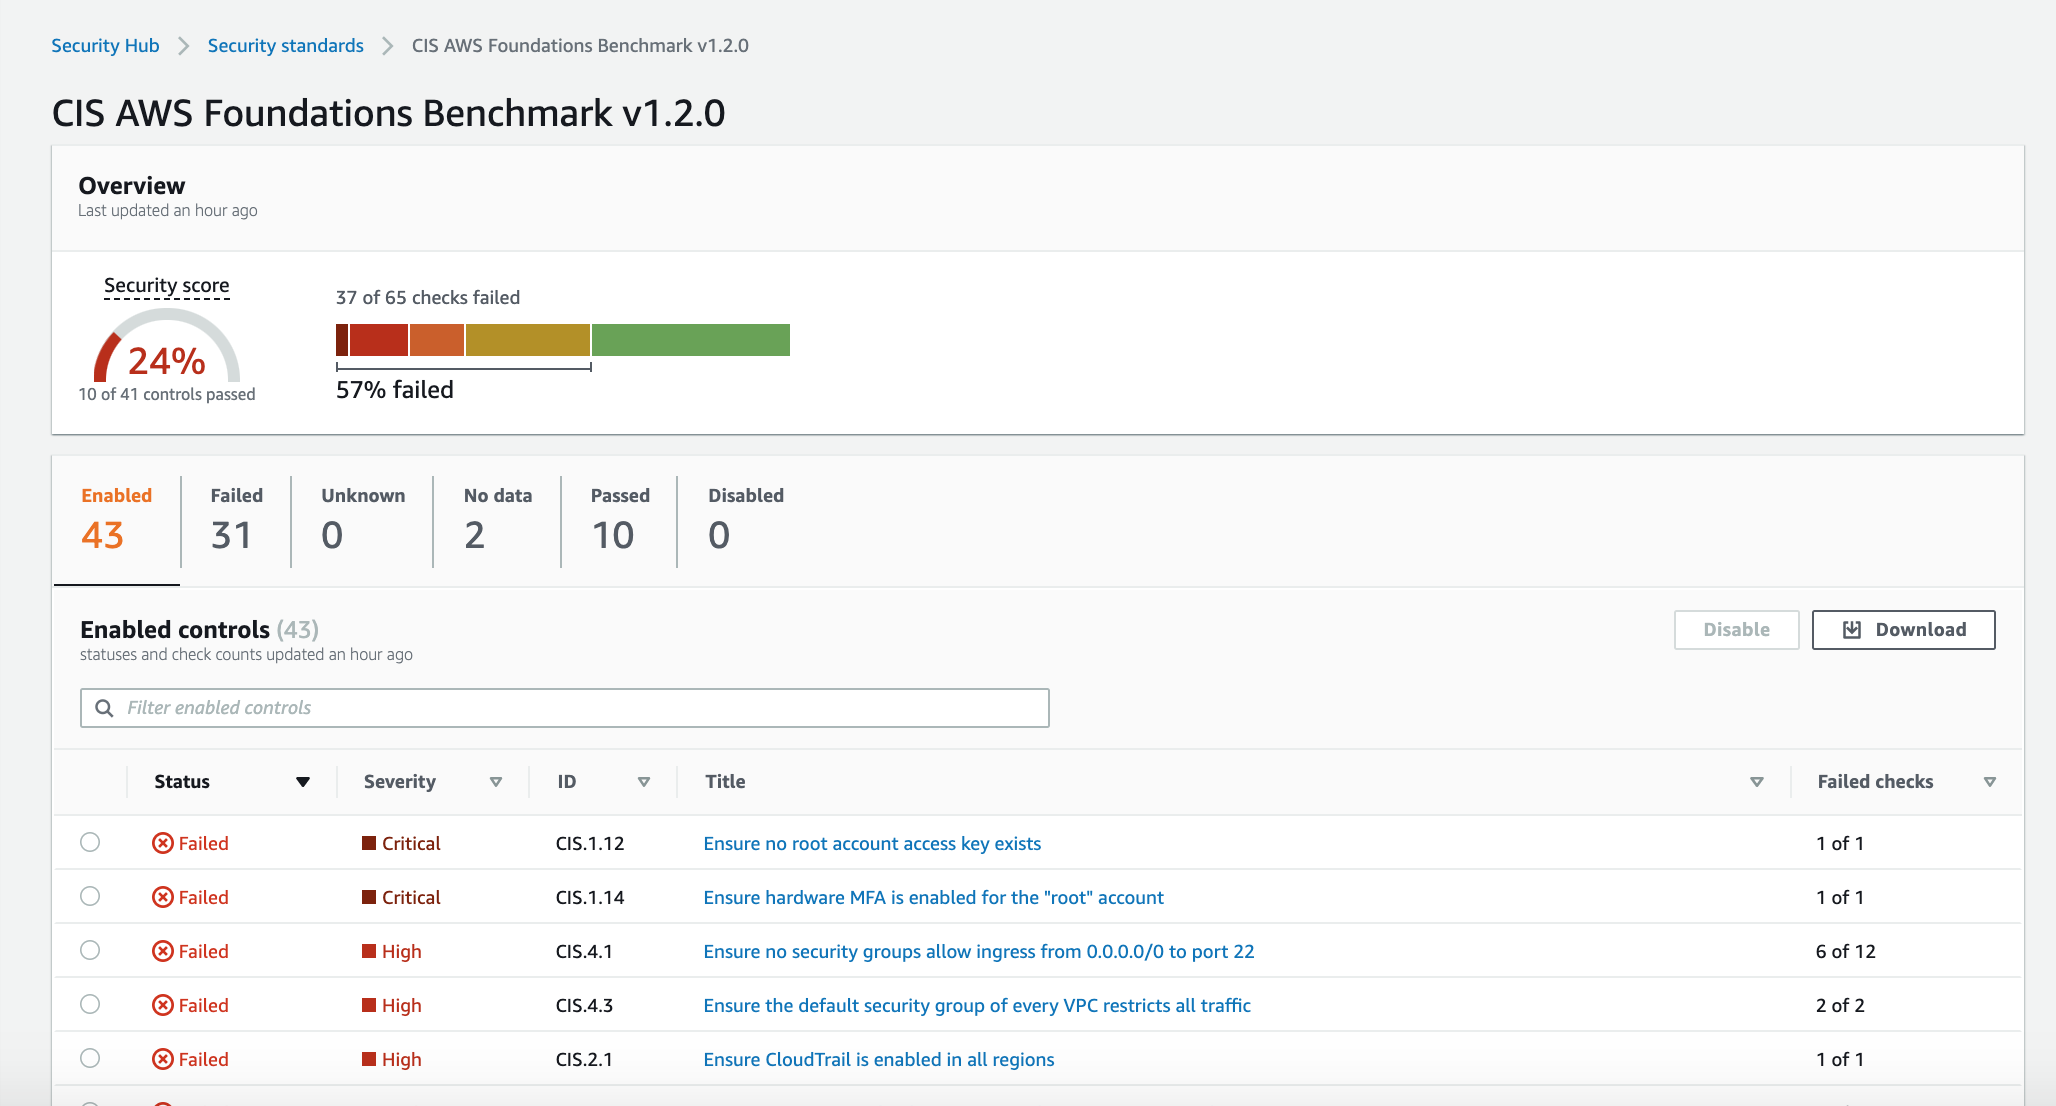 Security Hub > Security standards > CIS AWS Foundations Benchmark v1.2.0
CIS AWS Foundations Benchmark v1.2.0
Overview
Last updated an hour ago
Security score
24%
10 of 41 controls passed
37 of 65 checks failed
57% failed
Enabled Failed Unknown No data Passed Disabled
43 31 0 2 10 0
Enabled controls (43)
statuses and check counts updated an hour ago
Disable Download
Filter enabled controls
Status Severity ID Title Failed checks
Failed Critical CIS.1.12 Ensure no root account access key exists 1 of 1
Failed Critical CIS.1.14 Ensure hardware MFA is enabled for the "root" account 1 of 1
Failed High CIS.4.1 Ensure no security groups allow ingress from 0.0.0.0/0 to port 22 6 of 12
Failed High CIS.4.3 Ensure the default security group of every VPC restricts all traffic 2 of 2
Failed High CIS.2.1 Ensure CloudTrail is enabled in all regions 1 of 1